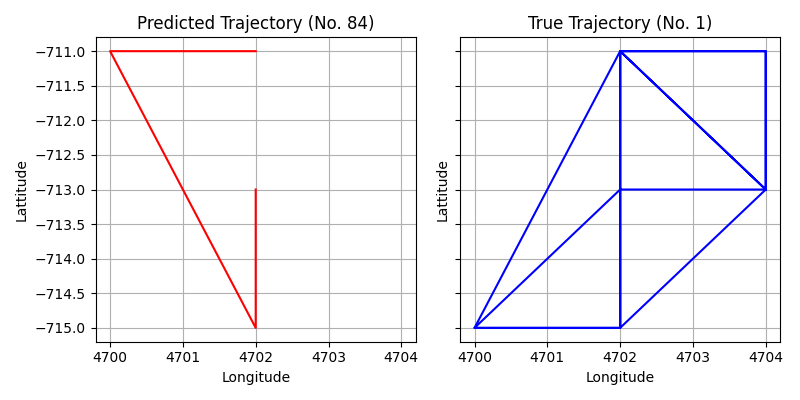 Predicted Trajectory (No. 84)
−711.0
−711.5
−712.0
−712.5
−713.0
−713.5
−714.0
−714.5
−715.0
Lattitude
4700 4701 4702 4703 4704
Longitude
True Trajectory (No. 1)
Lattitude
4700 4701 4702 4703 4704
Longitude